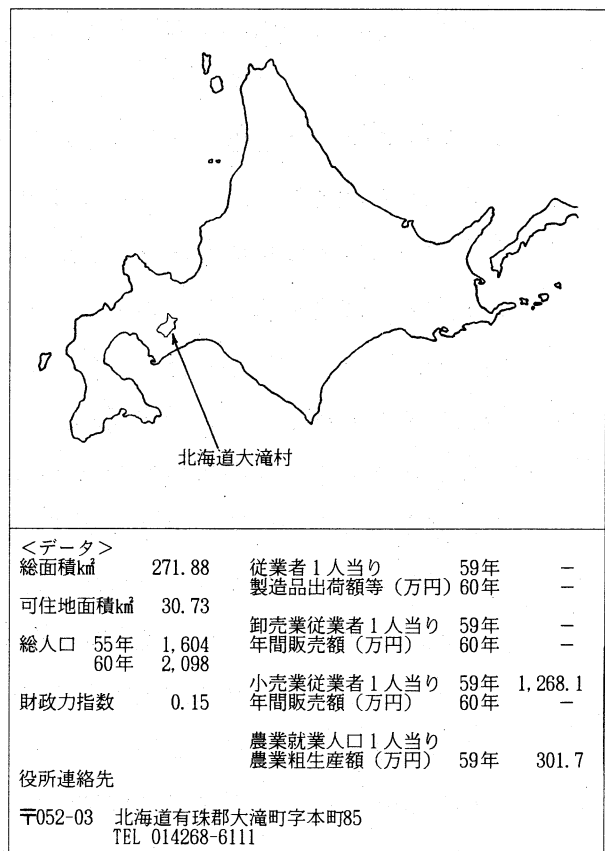 北海道大滝村
<データ>
総面積k㎡ 271.88
可住地面積k㎡ 30.73
総人口 55年 1,604
60年 2,098
財政力指数 0.15
従業者1人当り 59年 －
製造品出荷額等(万円) 60年 －
卸売業従業者1人当り 59年 －
年間販売額(万円) 60年 －
小売業従業者1人当り 59年 1,268.1
年間販売額(万円) 60年 －
農業就業人口1人当り
農業粗生産額(万円) 59年 301.7
役所連絡先
〒052-03 北海道有珠郡大滝町字本町85
TEL 014268-6111